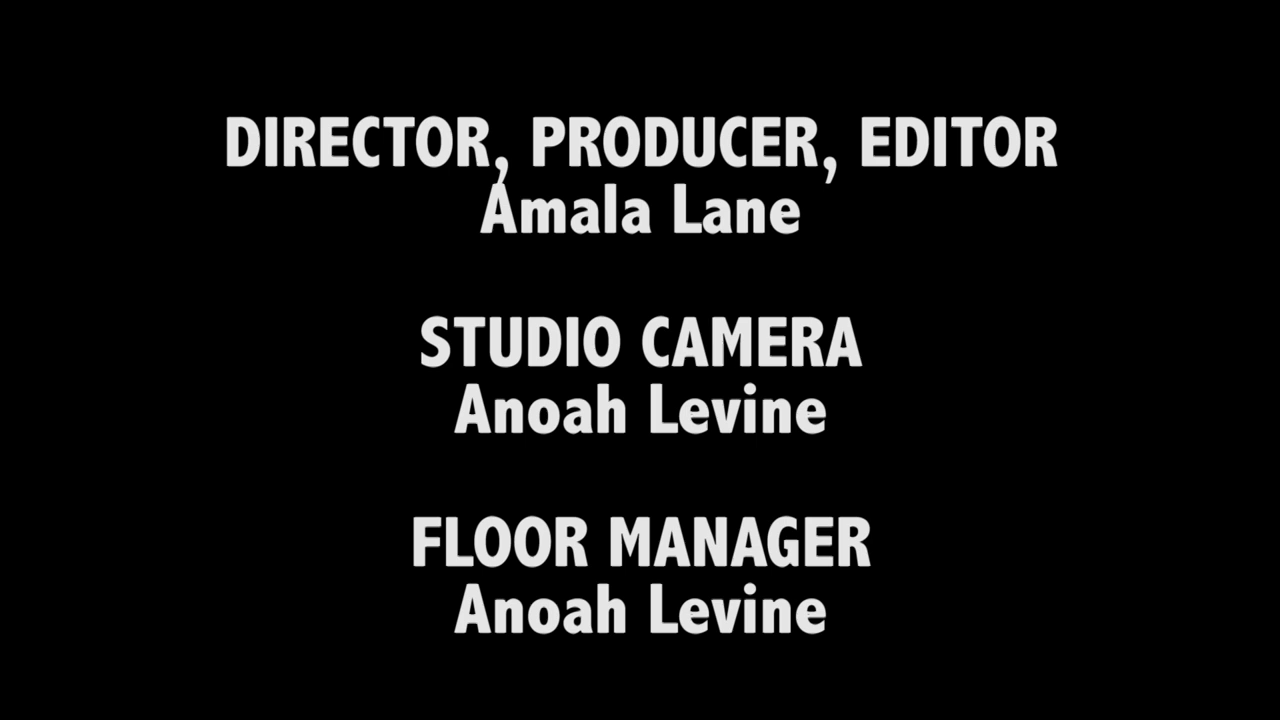 DIRECTOR, PRODUCER, EDITOR
Amala Lane
STUDIO CAMERA
Anoah Levine
FLOOR MANAGER
Anoah Levine